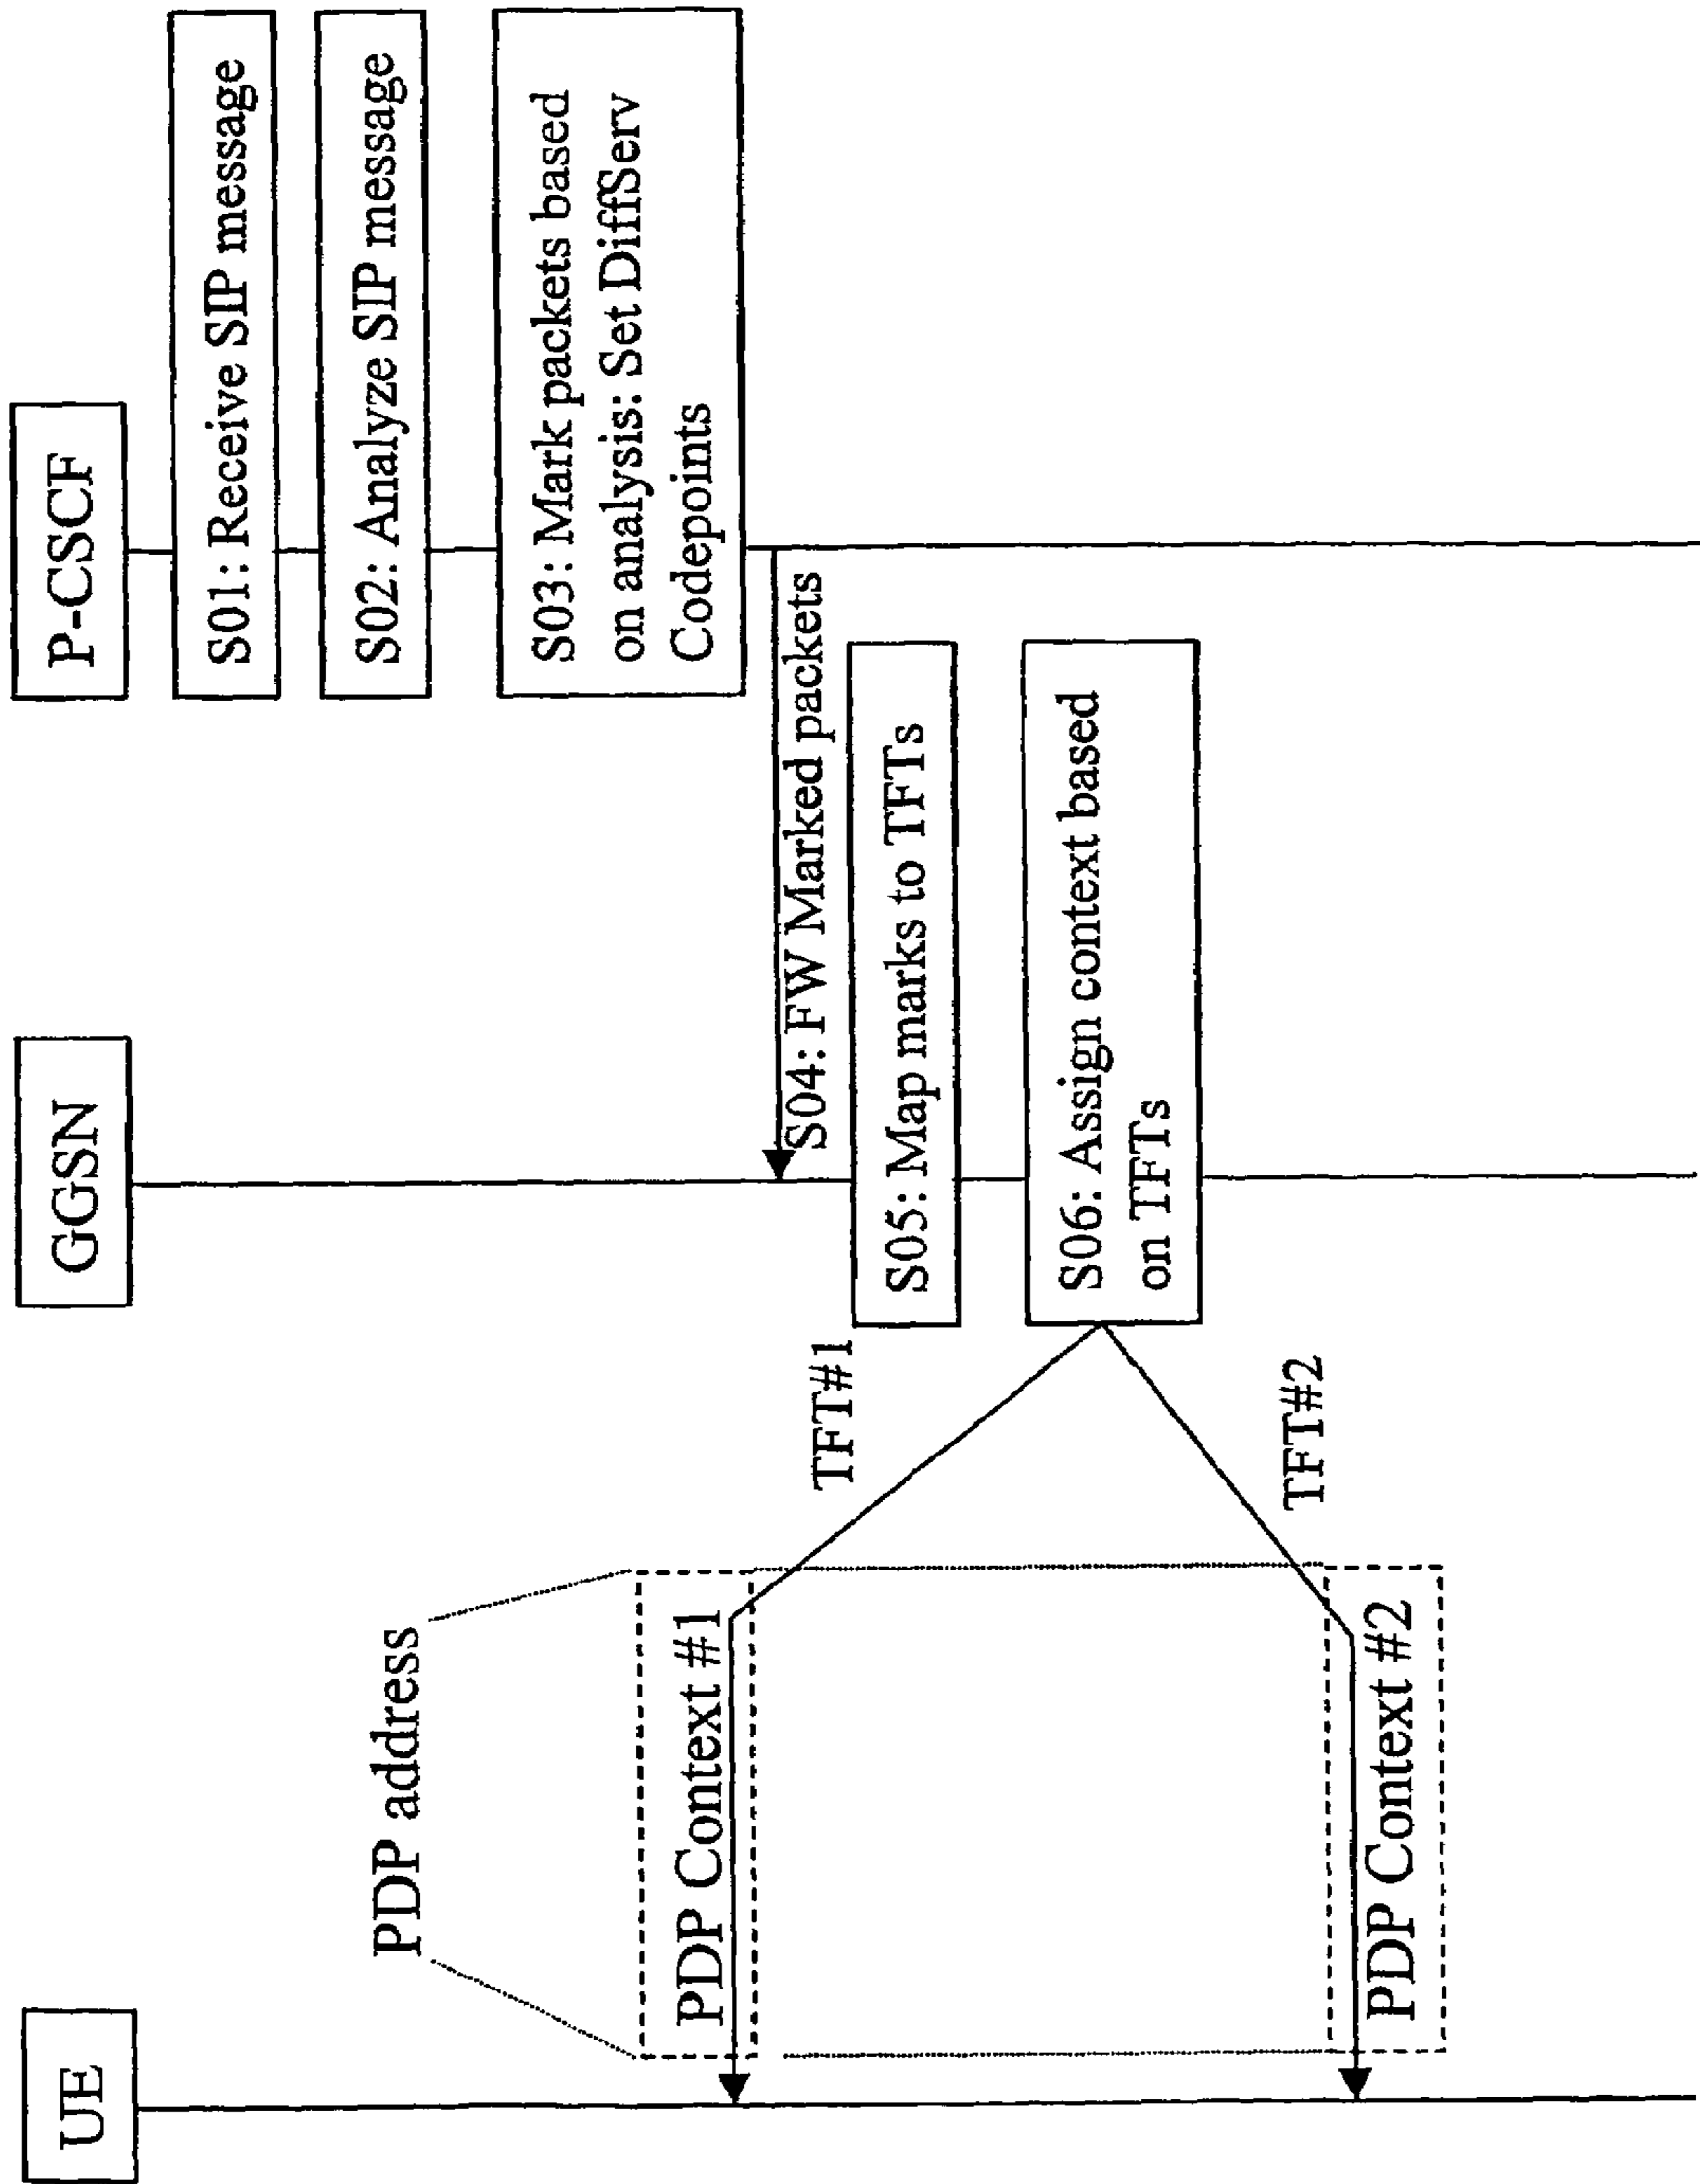 UE
GGSN
P-CSCF
S01: Receive SIP message
S02: Analyze SIP message
S03: Mark packets based
on analysis: Set DiffServ
Codepoints
S04: FW Marked packets
S05: Map marks to TFTs
S06: Assign context based
on TFTs
TFT#1
TFT#2
PDP address
PDP Context #1
PDP Context #2